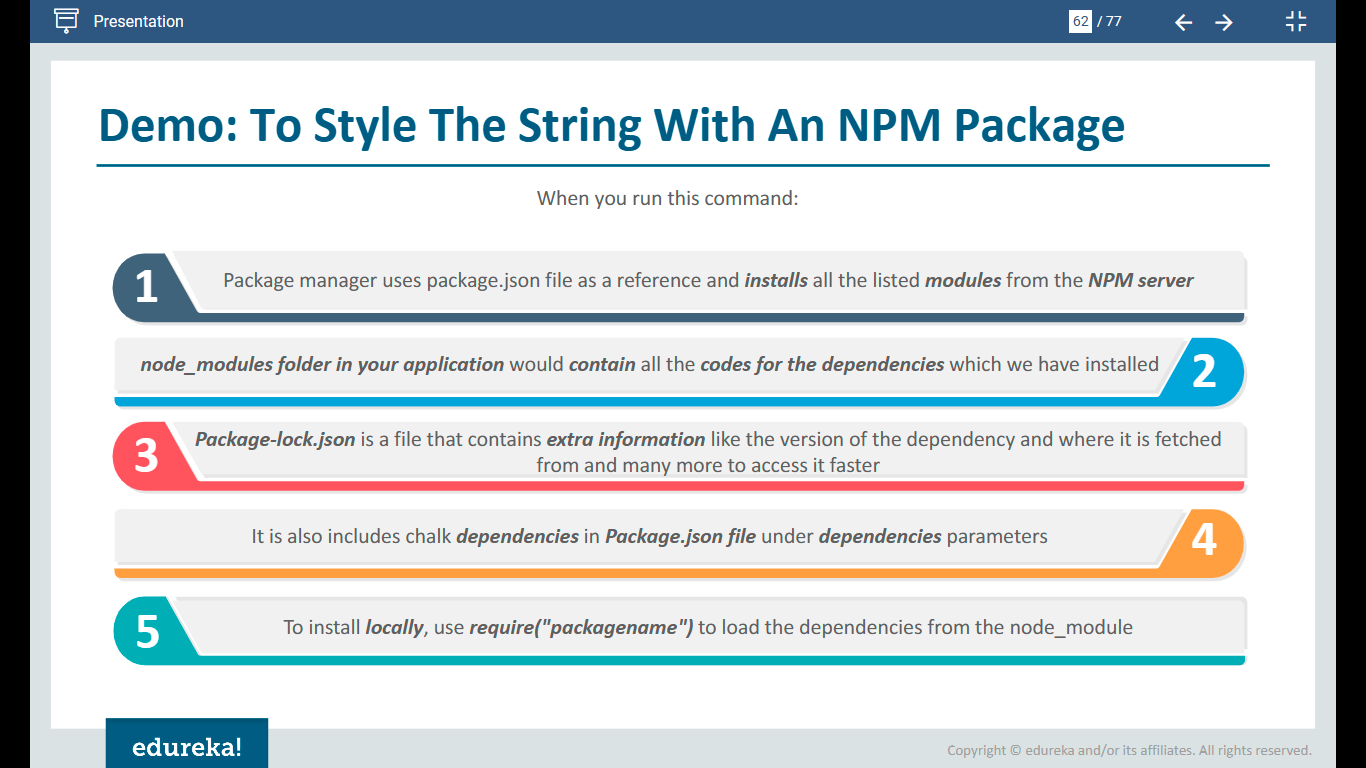 Presentation
62 / 77
Demo: To Style The String With An NPM Package
When you run this command:
1
Package manager uses package.json file as a reference and installs all the listed modules from the NPM server
node_modules folder in your application would contain all the codes for the dependencies which we have installed
2
3
Package-lock.json is a file that contains extra information like the version of the dependency and where it is fetched
from and many more to access it faster
It is also includes chalk dependencies in Package.json file under dependencies parameters
4
5
To install locally, use require("packagename") to load the dependencies from the node_module
edureka!
Copyright © edureka and/or its affiliates. All rights reserved.